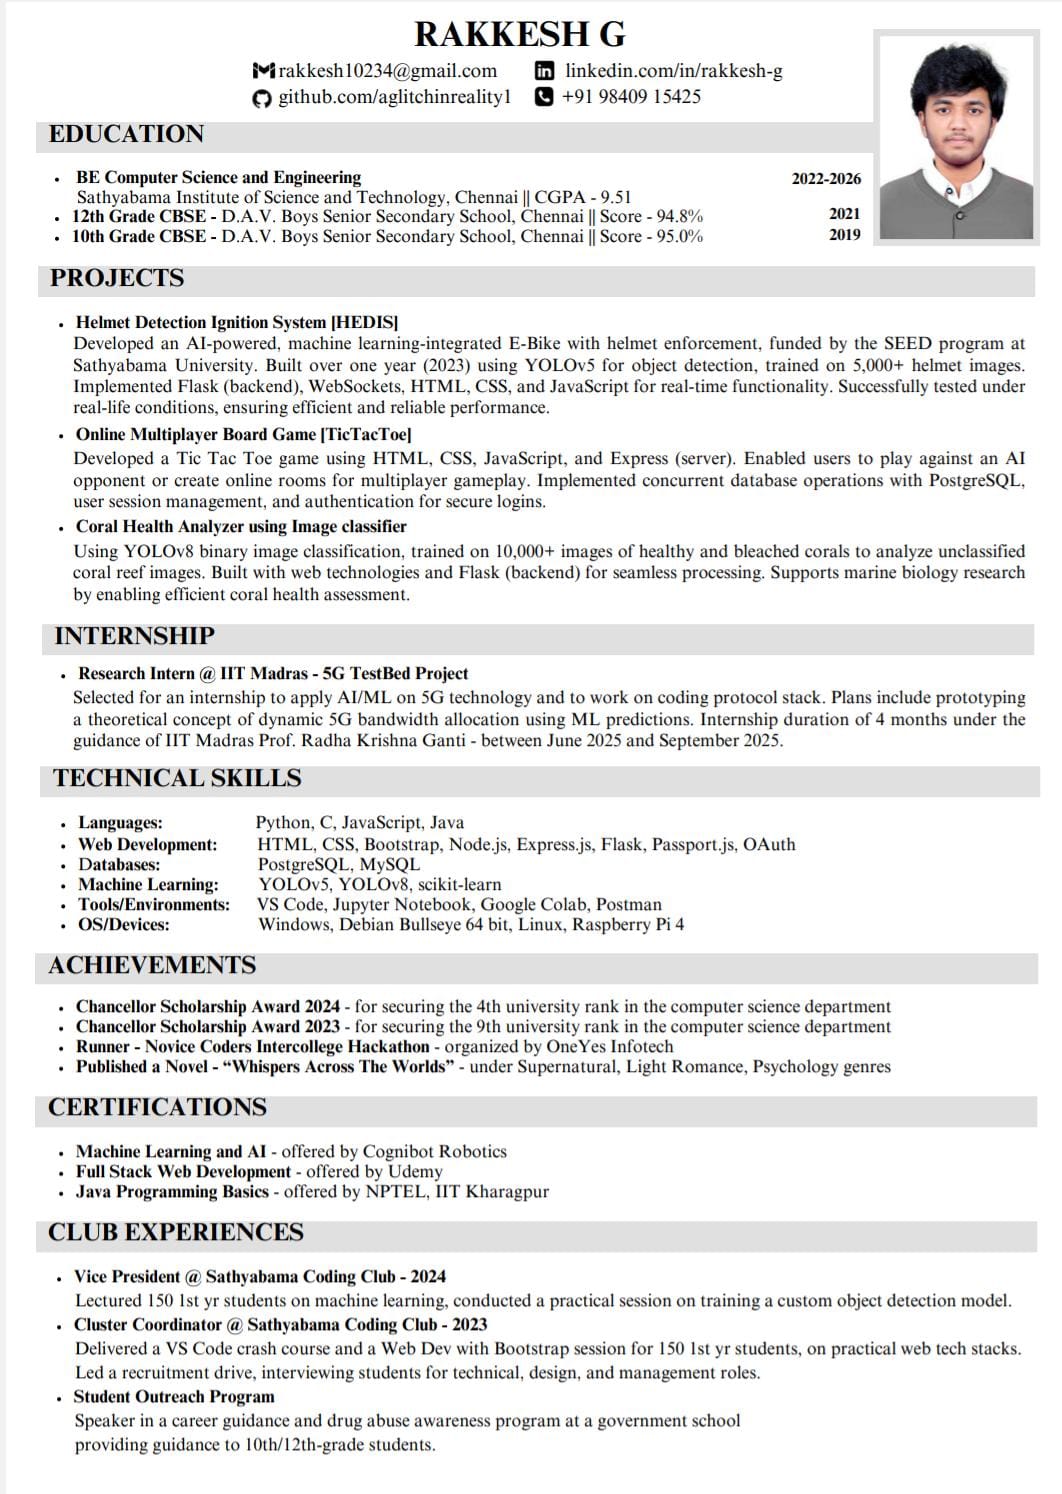 RAKKESH G
rakkesh10234@gmail.com linkedin.com/in/rakkesh-g
github.com/aglitchinreality1 +91 98409 15425
EDUCATION
• BE Computer Science and Engineering 2022-2026
Sathyabama Institute of Science and Technology, Chennai || CGPA - 9.51
• 12th Grade CBSE - D.A.V. Boys Senior Secondary School, Chennai || Score - 94.8% 2021
• 10th Grade CBSE - D.A.V. Boys Senior Secondary School, Chennai || Score - 95.0% 2019
PROJECTS
• Helmet Detection Ignition System [HEDIS]
Developed an AI-powered, machine learning-integrated E-Bike with helmet enforcement, funded by the SEED program at
Sathyabama University. Built over one year (2023) using YOLOv5 for object detection, trained on 5,000+ helmet images.
Implemented Flask (backend), WebSockets, HTML, CSS, and JavaScript for real-time functionality. Successfully tested under
real-life conditions, ensuring efficient and reliable performance.
• Online Multiplayer Board Game [TicTacToe]
Developed a Tic Tac Toe game using HTML, CSS, JavaScript, and Express (server). Enabled users to play against an AI
opponent or create online rooms for multiplayer gameplay. Implemented concurrent database operations with PostgreSQL,
user session management, and authentication for secure logins.
• Coral Health Analyzer using Image classifier
Using YOLOv8 binary image classification, trained on 10,000+ images of healthy and bleached corals to analyze unclassified
coral reef images. Built with web technologies and Flask (backend) for seamless processing. Supports marine biology research
by enabling efficient coral health assessment.
INTERNSHIP
• Research Intern @ IIT Madras - 5G TestBed Project
Selected for an internship to apply AI/ML on 5G technology and to work on coding protocol stack. Plans include prototyping
a theoretical concept of dynamic 5G bandwidth allocation using ML predictions. Internship duration of 4 months under the
guidance of IIT Madras Prof. Radha Krishna Ganti - between June 2025 and September 2025.
TECHNICAL SKILLS
• Languages: Python, C, JavaScript, Java
• Web Development: HTML, CSS, Bootstrap, Node.js, Express.js, Flask, Passport.js, OAuth
• Databases: PostgreSQL, MySQL
• Machine Learning: YOLOv5, YOLOv8, scikit-learn
• Tools/Environments: VS Code, Jupyter Notebook, Google Colab, Postman
• OS/Devices: Windows, Debian Bullseye 64 bit, Linux, Raspberry Pi 4
ACHIEVEMENTS
• Chancellor Scholarship Award 2024 - for securing the 4th university rank in the computer science department
• Chancellor Scholarship Award 2023 - for securing the 9th university rank in the computer science department
• Runner - Novice Coders Intercollege Hackathon - organized by OneYes Infotech
• Published a Novel - “Whispers Across The Worlds” - under Supernatural, Light Romance, Psychology genres
CERTIFICATIONS
• Machine Learning and AI - offered by Cognibot Robotics
• Full Stack Web Development - offered by Udemy
• Java Programming Basics - offered by NPTEL, IIT Kharagpur
CLUB EXPERIENCES
• Vice President @ Sathyabama Coding Club - 2024
Lectured 150 1st yr students on machine learning, conducted a practical session on training a custom object detection model.
• Cluster Coordinator @ Sathyabama Coding Club - 2023
Delivered a VS Code crash course and a Web Dev with Bootstrap session for 150 1st yr students, on practical web tech stacks.
Led a recruitment drive, interviewing students for technical, design, and management roles.
• Student Outreach Program
Speaker in a career guidance and drug abuse awareness program at a government school
providing guidance to 10th/12th-grade students.